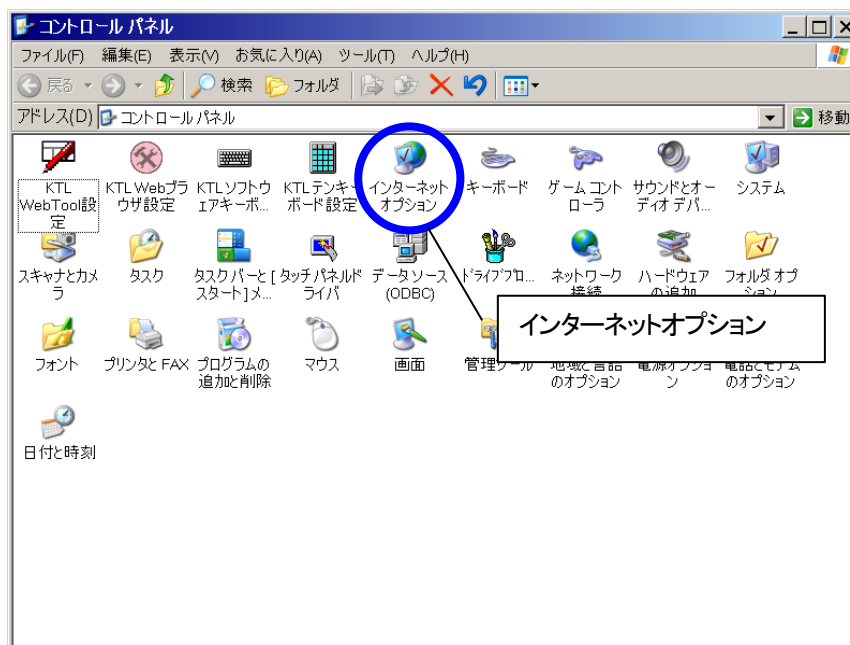 コントロール パネル
ファイル(F) 編集(E) 表示(V) お気に入り(A) ツール(T) ヘルプ(H)
戻る 検索 フォルダ
アドレス(D) コントロール パネル 移動
KTL WebTool設定
KTL Webブラウザ設定
KTL ソフトウェアキーボ...
KTL テンキーボード設定
インターネット オプション
キーボード
ゲーム コントローラ
サウンドとオーディオ デバ...
システム
スキャナとカメラ
タスク
タスク バーと [スタート] メ...
タッチ パネルドライバ
データ ソース (ODBC)
ドライブプロ...
ネットワーク接続
ハードウェアの追加
フォルダ オプション
インターネットオプション
フォント
プリンタと FAX
プログラムの追加と削除
マウス
画面
管理ツール
地域と言語のオプション
電源オプション
電話とモデムのオプション
日付と時刻